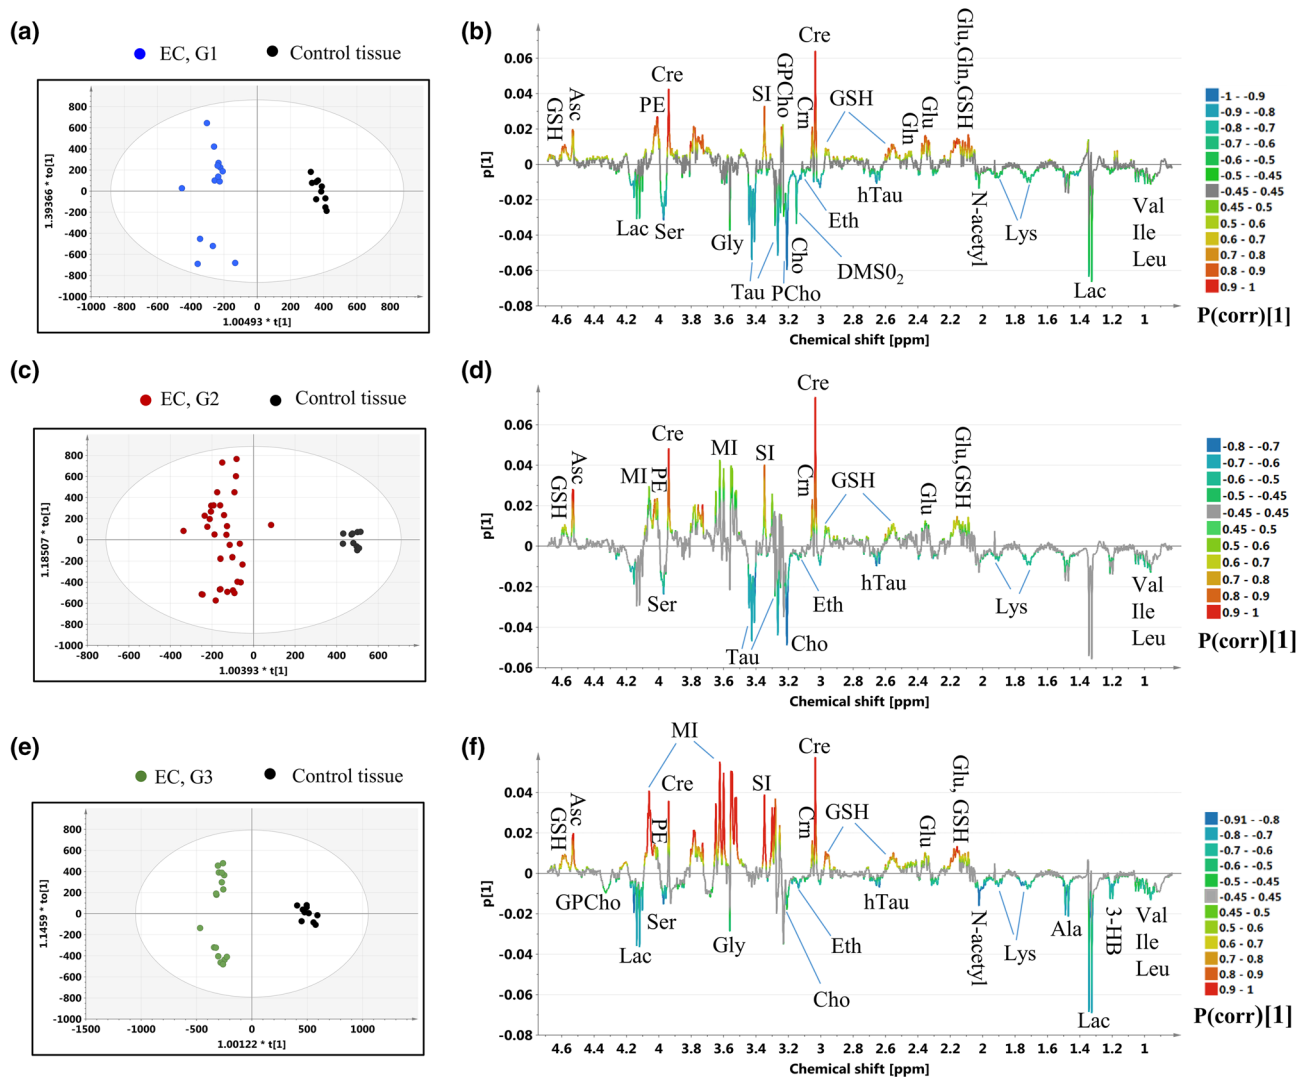 (a)
EC, G1
Control tissue
800
600
400
200
0
-200
-400
-600
-800
-1000
-1000
-800
-600
-400
-200
0
200
400
600
800
1000
1.39366 * to[1]
1.00493 * t[1]
(b)
0.06
0.04
0.02
0
-0.02
-0.04
-0.06
-0.08
p[1]
GSH
Asc
PE
Cre
SI
GPCho
Crn
Cre
GSH
Gln
Glu
Glu,Gln,GSH
Lac
Ser
Gly
Tau
PCho
Cho
DMS0₂
Eth
hTau
N-acetyl
Lys
Lac
Val
Ile
Leu
4.6 4.2 4 3.8 3.6 3.4 3.2 3 2.8 2.6 2.4 2.2 2 1.8 1.6 1.4 1.2 1
Chemical shift [ppm]
-1 - -0.9
-0.9 - -0.8
-0.8 - -0.7
-0.7 - -0.6
-0.6 - -0.5
-0.45 - 0.45
0.45 - 0.5
0.5 - 0.6
0.6 - 0.7
0.7 - 0.8
0.8 - 0.9
0.9 - 1
P(corr)[1]
(c)
EC, G2
Control tissue
800
600
400
200
0
-200
-400
-600
-800
-1000
-800
-600
-400
-200
0
200
400
600
1.18507 * to[1]
1.00393 * t[1]
(d)
0.06
0.04
0.02
0
-0.02
-0.04
-0.06
p[1]
GSH
Asc
MI
PE
Cre
MI
SI
Crn
Cre
GSH
Glu
Glu,GSH
Ser
Tau
Cho
Eth
hTau
Lys
Val
Ile
Leu
4.6 4.2 4 3.8 3.6 3.4 3.2 3 2.8 2.6 2.4 2.2 2 1.8 1.6 1.4 1.2 1
Chemical shift [ppm]
-0.8 - -0.7
-0.7 - -0.6
-0.6 - -0.5
-0.5 - -0.45
-0.45 - 0.45
0.45 - 0.5
0.5 - 0.6
0.6 - 0.7
0.7 - 0.8
0.8 - 0.9
0.9 - 1
P(corr)[1]
(e)
EC, G3
Control tissue
800
600
400
200
0
-200
-400
-600
-800
-1000
-1500
-1000
-500
0
500
1000
1.1459 * to[1]
1.00122 * t[1]
(f)
0.04
0.02
0
-0.02
-0.04
-0.06
-0.08
p[1]
GSH
Asc
MI
PE
Cre
SI
Crn
Cre
GSH
Glu
Glu, GSH
GPCho
Lac
Ser
Gly
Cho
Eth
hTau
N-acetyl
Lys
Ala
3-HB
Lac
Val
Ile
Leu
4.6 4.2 4 3.8 3.6 3.4 3.2 3 2.8 2.6 2.4 2.2 2 1.8 1.6 1.4 1.2 1
Chemical shift [ppm]
-0.91 - -0.8
-0.8 - -0.7
-0.7 - -0.6
-0.6 - -0.5
-0.5 - -0.45
-0.45 - 0.45
0.45 - 0.5
0.5 - 0.6
0.6 - 0.7
0.7 - 0.8
0.8 - 0.9
0.9 - 1
P(corr)[1]